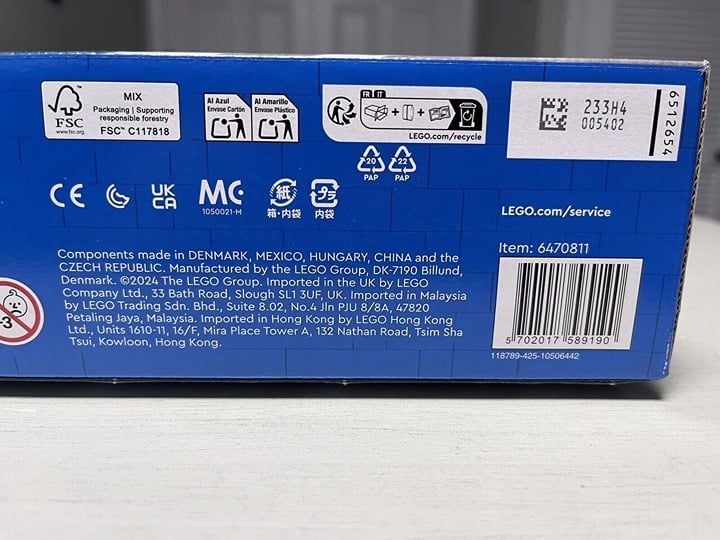 FSC
www.fsc.org
MIX
Packaging | Supporting
responsible forestry
FSC™ C117818
Al Azul
Envase Cartón
Al Amarillo
Envase Plástico
FR IT
LEGO.com/recycle
20
PAP
22
PAP
233H4
005402
6512654
CE
UK
CA
MC
1050021-M
紙
箱・内袋
プラ
内袋
LEGO.com/service
Item: 6470811
5 702017 589190
118789-425-10506442
-3
Components made in DENMARK, MEXICO, HUNGARY, CHINA and the
CZECH REPUBLIC. Manufactured by the LEGO Group, DK-7190 Billund,
Denmark. ©2024 The LEGO Group. Imported in the UK by LEGO
Company Ltd., 33 Bath Road, Slough SL1 3UF, UK. Imported in Malaysia
by LEGO Trading Sdn. Bhd., Suite 8.02, No.4 Jln PJU 8/8A, 47820
Petaling Jaya, Malaysia. Imported in Hong Kong by LEGO Hong Kong
Ltd., Units 1610-11, 16/F, Mira Place Tower A, 132 Nathan Road, Tsim Sha
Tsui, Kowloon, Hong Kong.